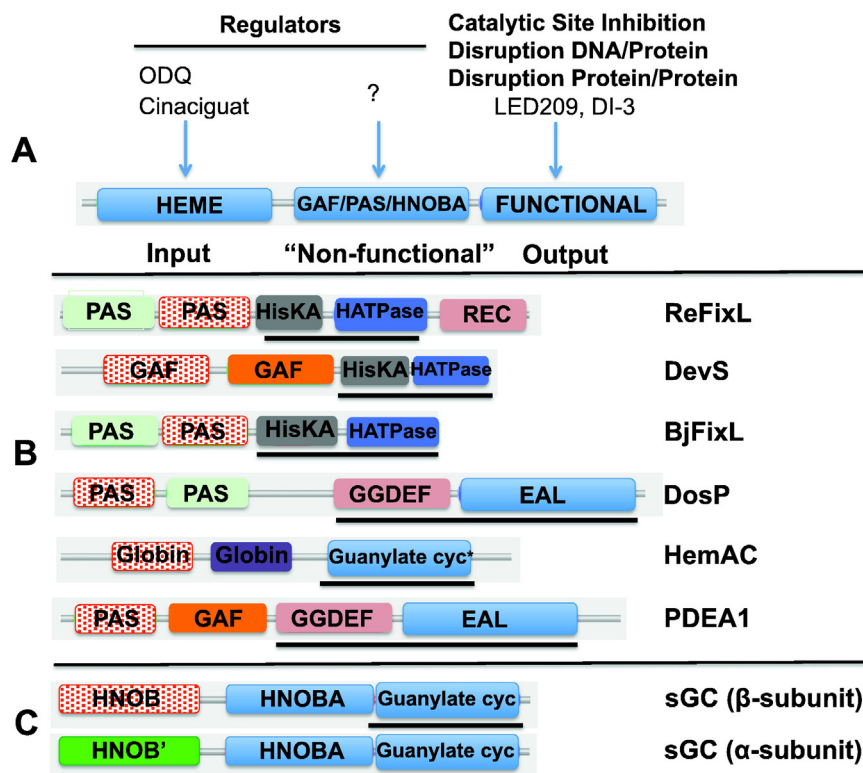 Regulators
Catalytic Site Inhibition
Disruption DNA/Protein
Disruption Protein/Protein
ODQ
Cinaciguat
?
LED209, DI-3
A
HEME GAF/PAS/HNOBA FUNCTIONAL
Input "Non-functional" Output
PAS PAS HisKA HATPase REC ReFixL
GAF GAF HisKA HATPase DevS
PAS PAS HisKA HATPase BjFixL
B
PAS PAS GGDEF EAL DosP
Globin Globin Guanylate cyc* HemAC
PAS GAF GGDEF EAL PDEA1
C
HNOB HNOBA Guanylate cyc sGC (β-subunit)
HNOB' HNOBA Guanylate cyc sGC (α-subunit)